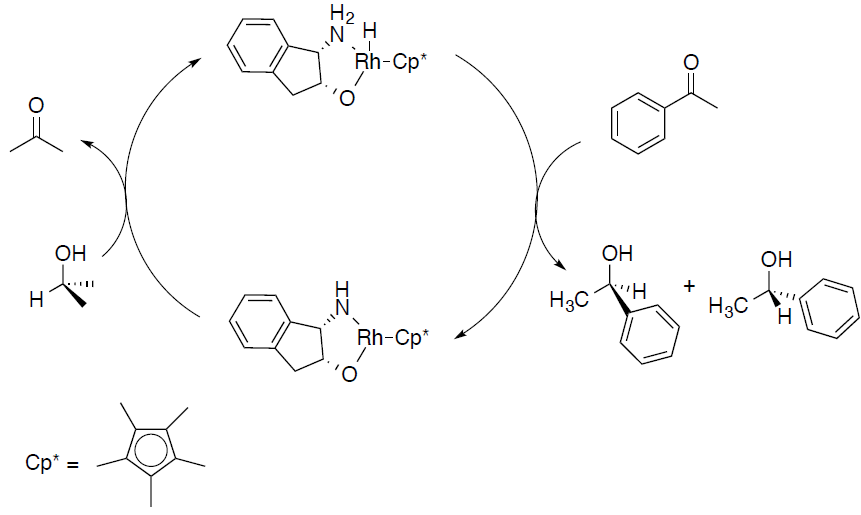 H2
N H
Rh-Cp*
O
O
O
OH
H
OH
H3C H
+
OH
H3C H
H
N
Rh-Cp*
O
Cp* =